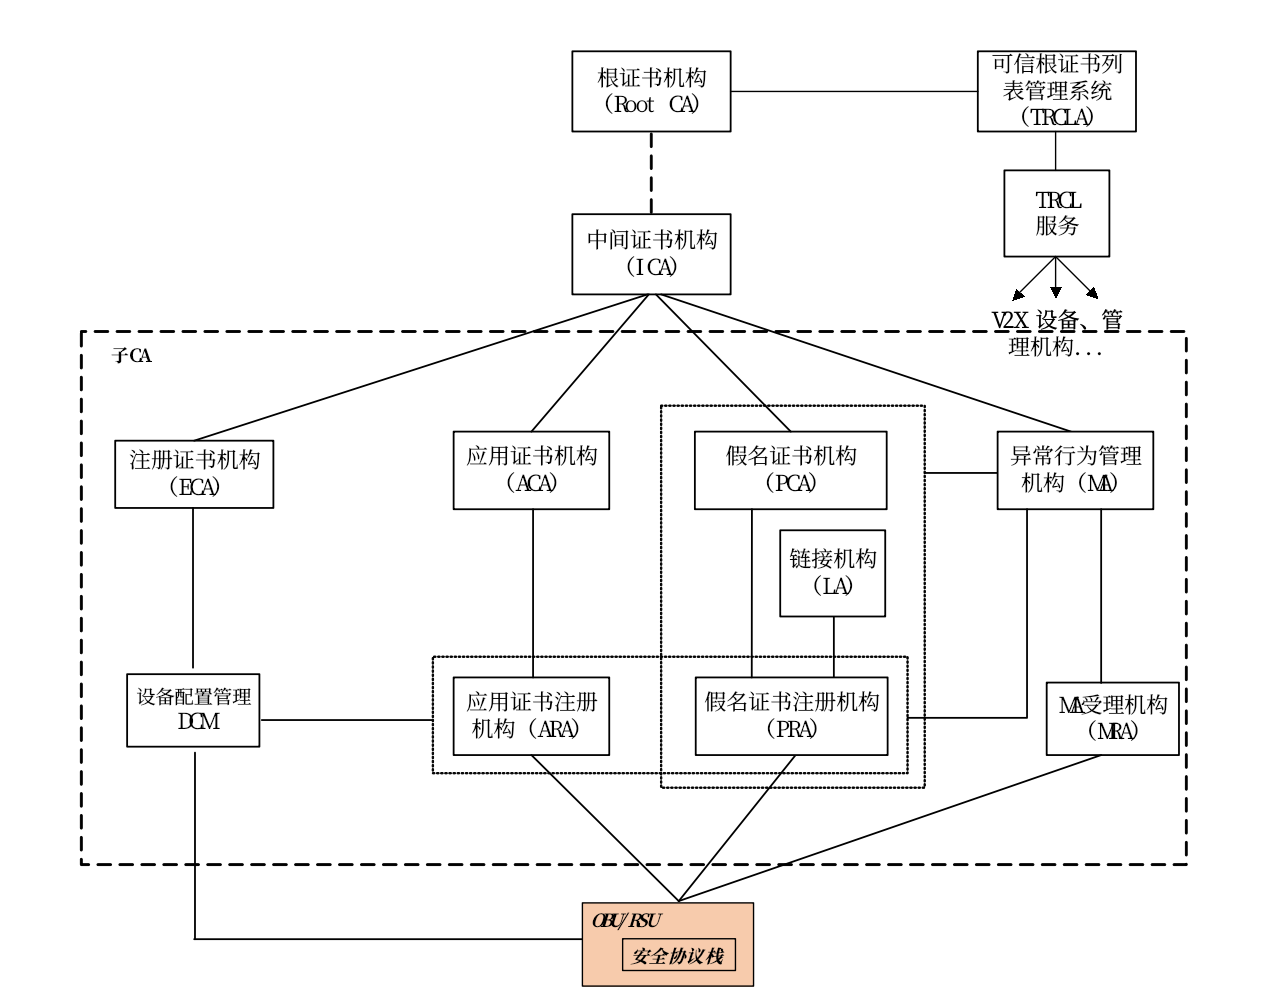 根证书机构
（Root CA）
可信根证书列
表管理系统
（TRCLA）
TRCL
服务
中间证书机构
（ICA）
V2X 设备、管
理机构...
子CA
注册证书机构
（ECA）
应用证书机构
（ACA）
假名证书机构
（PCA）
异常行为管理
机构（MA）
链接机构
（LA）
设备配置管理
DCM
应用证书注册
机构（ARA）
假名证书注册机构
（PRA）
MA受理机构
（MRA）
OBU/RSU
安全协议栈